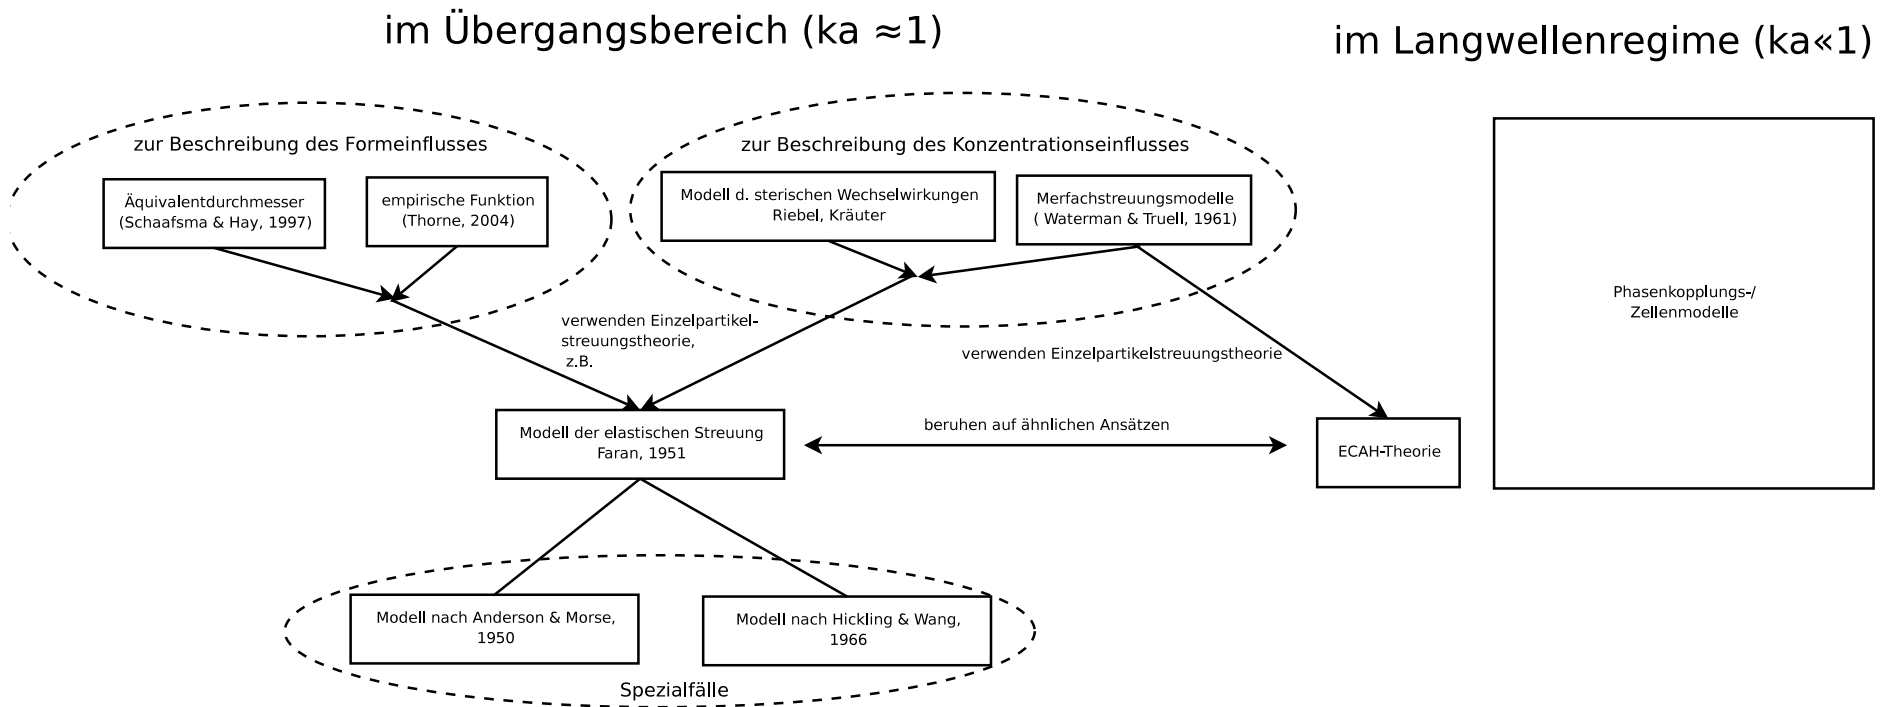 im Übergangsbereich (ka ≈1)
im Langwellenregime (ka«1)
zur Beschreibung des Formeinflusses
Äquivalentdurchmesser
(Schaafsma & Hay, 1997)
empirische Funktion
(Thorne, 2004)
zur Beschreibung des Konzentrationseinflusses
Modell d. sterischen Wechselwirkungen
Riebel, Kräuter
Merfachstreuungsmodelle
( Waterman & Truell, 1961)
Phasenkopplungs-/
Zellenmodelle
verwenden Einzelpartikel-
streuungstheorie,
z.B.
verwenden Einzelpartikelstreuungstheorie
Modell der elastischen Streuung
Faran, 1951
beruhen auf ähnlichen Ansätzen
ECAH-Theorie
Modell nach Anderson & Morse,
1950
Modell nach Hickling & Wang,
1966
Spezialfälle